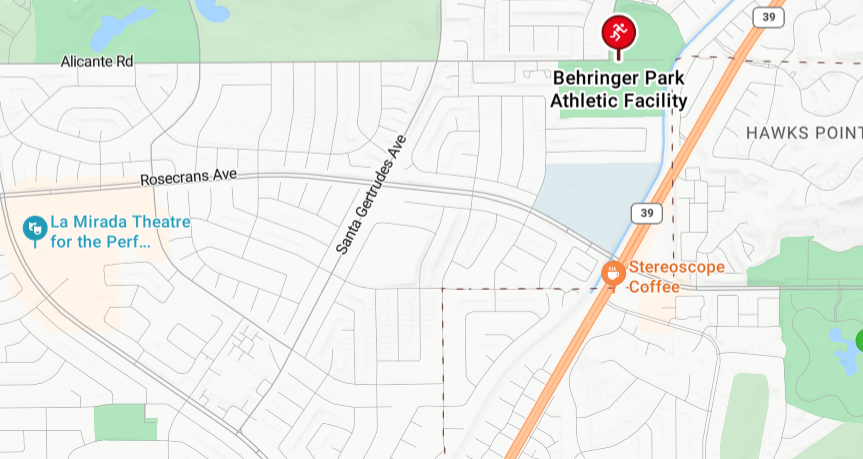 39
Alicante Rd
Behringer Park
Athletic Facility
HAWKS POINT
Santa Gertrudes Ave
Rosecrans Ave
39
La Mirada Theatre
for the Perf...
Stereoscope
Coffee